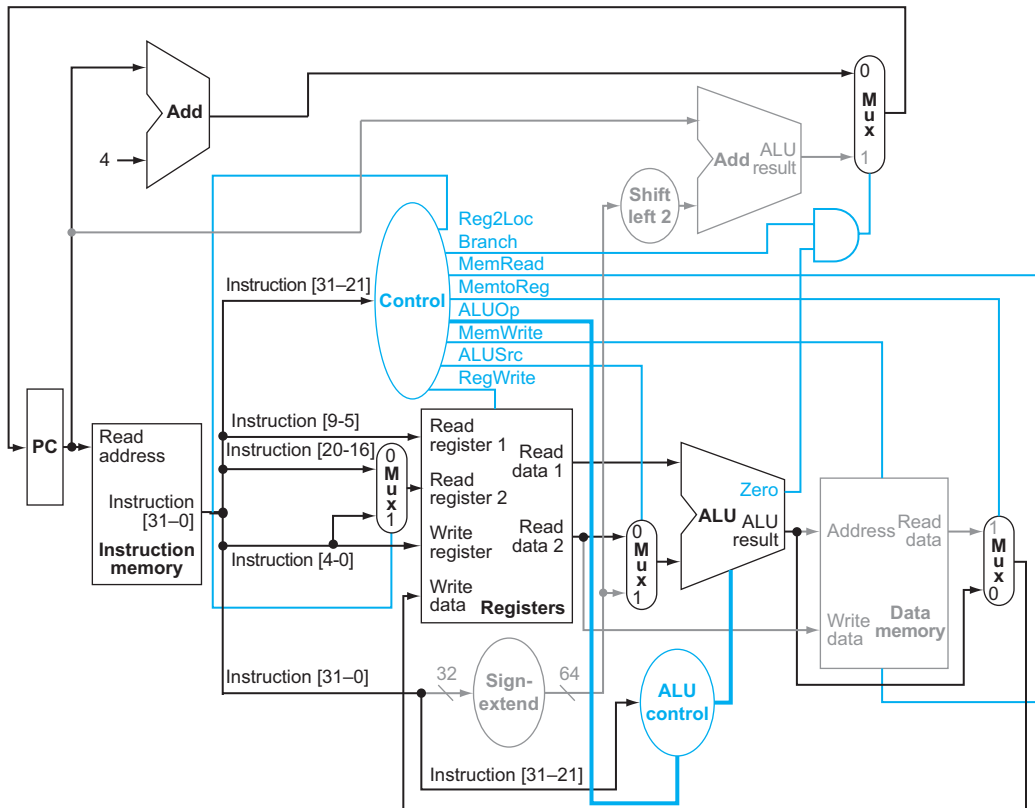 0
M
u
x
1
Add
4
Add
ALU
result
Shift
left 2
Reg2Loc
Branch
MemRead
MemtoReg
ALUOp
MemWrite
ALUSrc
RegWrite
Control
Instruction [31–21]
PC
Read
address
Instruction
[31–0]
Instruction
memory
Instruction [9-5]
Instruction [20-16]
Instruction [4-0]
0
M
u
x
1
Read
register 1
Read
register 2
Write
register
Write
data
Read
data 1
Read
data 2
Registers
0
M
u
x
1
Zero
ALU
ALU
result
Address
Read
data
Write
data
Data
memory
1
M
u
x
0
Instruction [31–0]
32
Sign-
extend
64
ALU
control
Instruction [31–21]